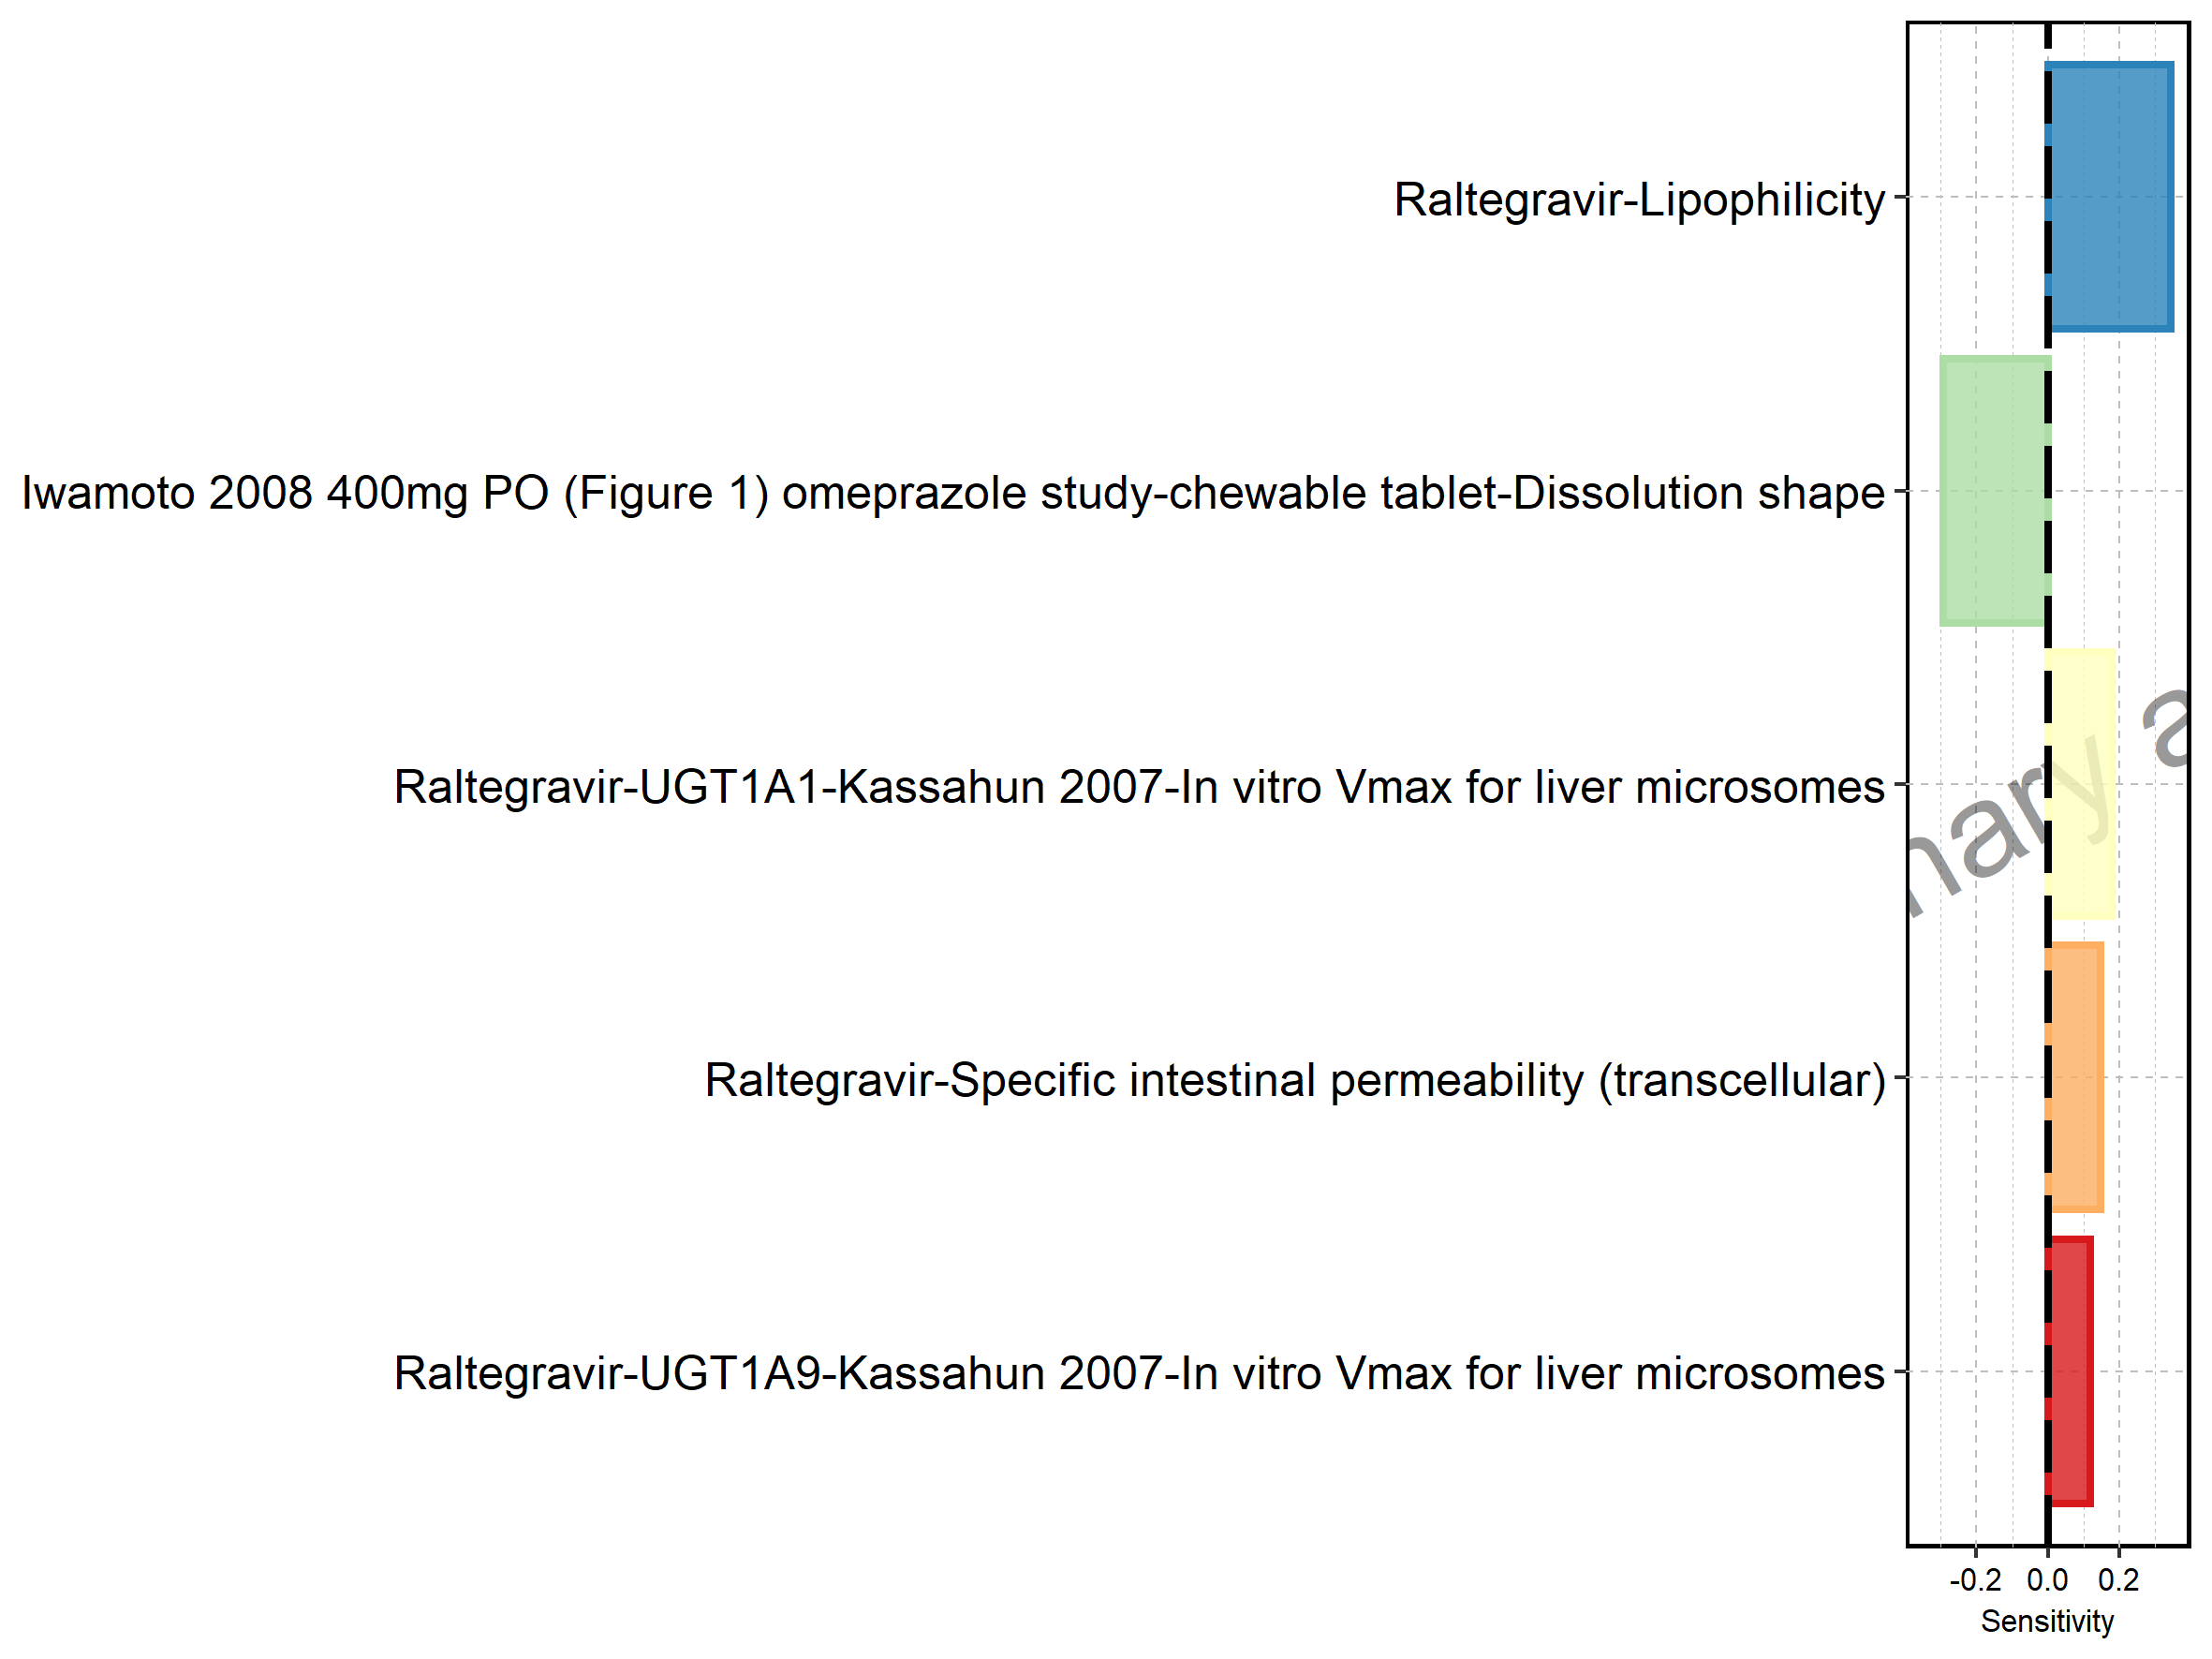 Raltegravir-Lipophilicity
Iwamoto 2008 400mg PO (Figure 1) omeprazole study-chewable tablet-Dissolution shape
Raltegravir-UGT1A1-Kassahun 2007-In vitro Vmax for liver microsomes
Raltegravir-Specific intestinal permeability (transcellular)
Raltegravir-UGT1A9-Kassahun 2007-In vitro Vmax for liver microsomes
-0.2 0.0 0.2
Sensitivity